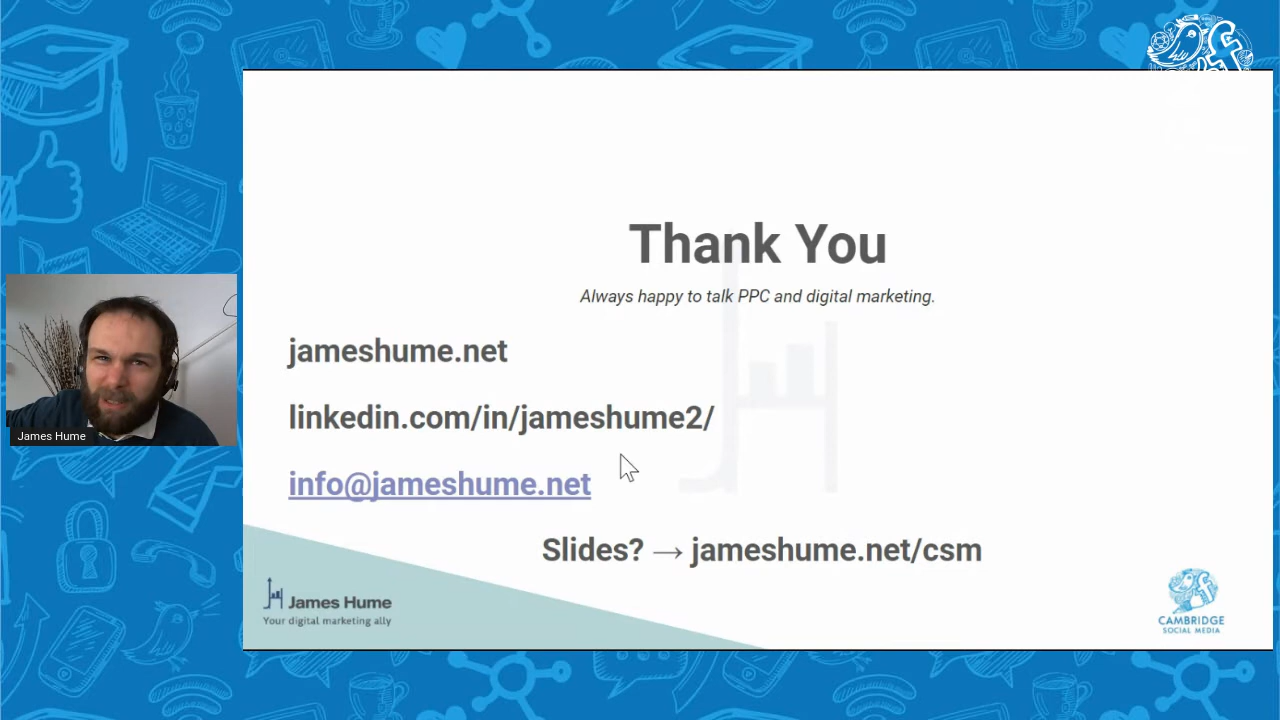 Thank You
Always happy to talk PPC and digital marketing.
jameshume.net
linkedin.com/in/jameshume2/
info@jameshume.net
Slides? → jameshume.net/csm
James Hume
James Hume
Your digital marketing ally
CAMBRIDGE
SOCIAL MEDIA